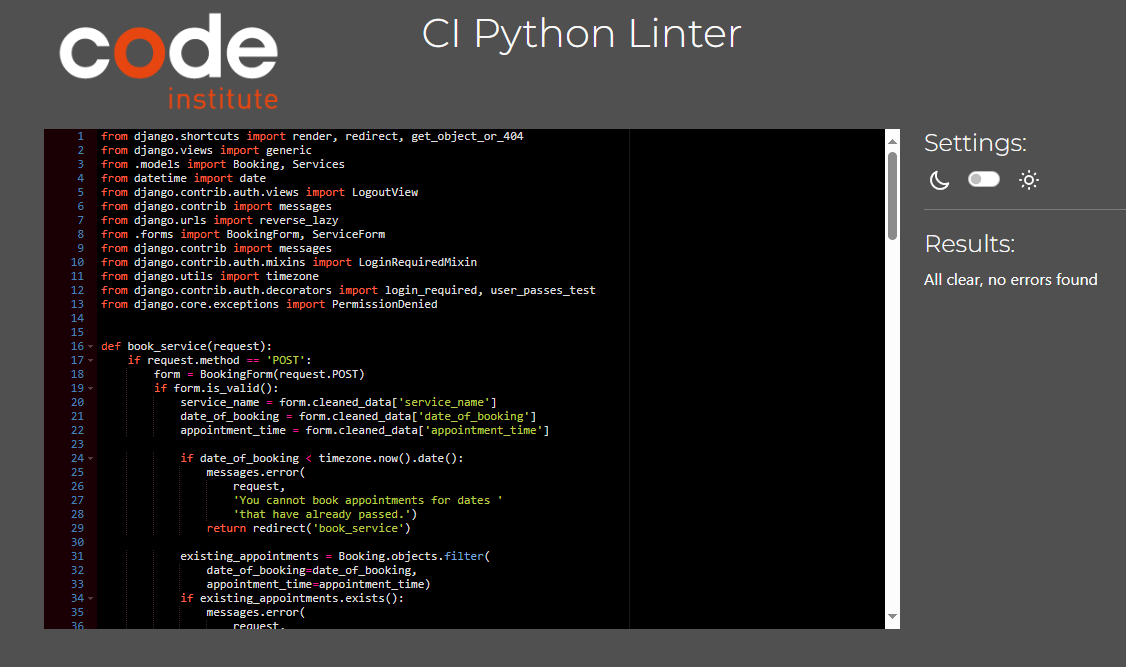 code
institute
CI Python Linter
1 from django.shortcuts import render, redirect, get_object_or_404
2 from django.views import generic
3 from .models import Booking, Services
4 from datetime import date
5 from django.contrib.auth.views import LogoutView
6 from django.contrib import messages
7 from django.urls import reverse_lazy
8 from .forms import BookingForm, ServiceForm
9 from django.contrib import messages
10 from django.contrib.auth.mixins import LoginRequiredMixin
11 from django.utils import timezone
12 from django.contrib.auth.decorators import login_required, user_passes_test
13 from django.core.exceptions import PermissionDenied
14
15
16 def book_service(request):
17     if request.method == 'POST':
18         form = BookingForm(request.POST)
19         if form.is_valid():
20             service_name = form.cleaned_data['service_name']
21             date_of_booking = form.cleaned_data['date_of_booking']
22             appointment_time = form.cleaned_data['appointment_time']
23
24             if date_of_booking < timezone.now().date():
25                 messages.error(
26                     request,
27                     'You cannot book appointments for dates '
28                     'that have already passed.')
29                 return redirect('book_service')
30
31             existing_appointments = Booking.objects.filter(
32                 date_of_booking=date_of_booking,
33                 appointment_time=appointment_time)
34             if existing_appointments.exists():
35                 messages.error(
36                     request,
Settings:
Results:
All clear, no errors found